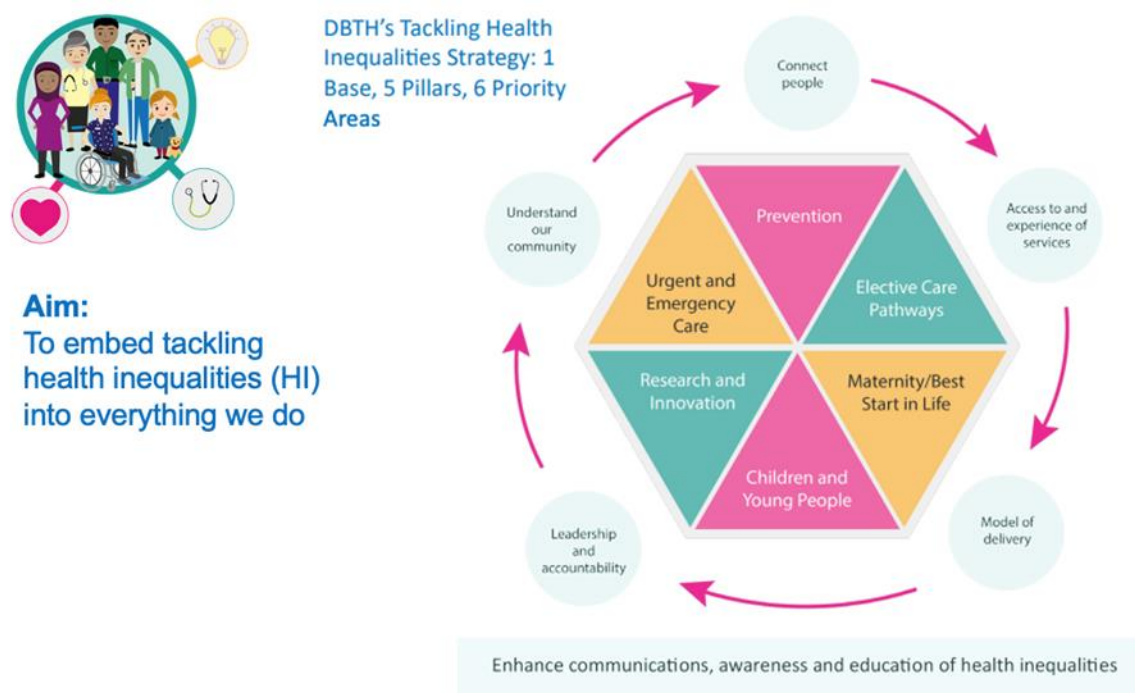 DBTH's Tackling Health
Inequalities Strategy: 1
Base, 5 Pillars, 6 Priority
Areas
Aim:
To embed tackling
health inequalities (HI)
into everything we do
Connect
people
Access to and
experience of
services
Model of
delivery
Leadership
and
accountability
Understand
our
community
Prevention
Elective Care
Pathways
Maternity/Best
Start in Life
Children and
Young People
Research and
Innovation
Urgent and
Emergency
Care
Enhance communications, awareness and education of health inequalities